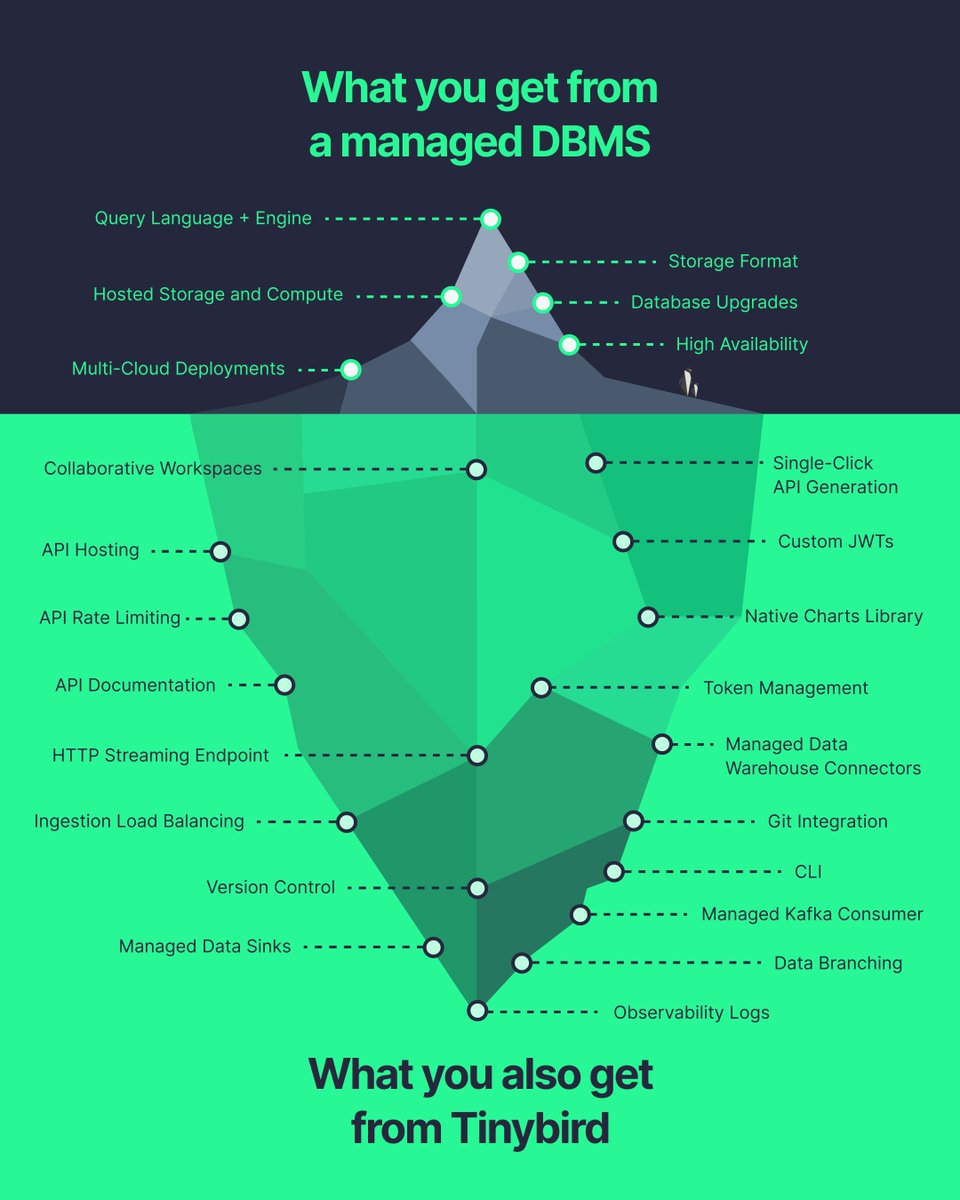 What you get from
a managed DBMS
Query Language + Engine
Storage Format
Hosted Storage and Compute
Database Upgrades
High Availability
Multi-Cloud Deployments
Collaborative Workspaces
Single-Click
API Generation
API Hosting
Custom JWTs
API Rate Limiting
Native Charts Library
API Documentation
Token Management
HTTP Streaming Endpoint
Managed Data
Warehouse Connectors
Ingestion Load Balancing
Git Integration
CLI
Version Control
Managed Kafka Consumer
Managed Data Sinks
Data Branching
Observability Logs
What you also get
from Tinybird